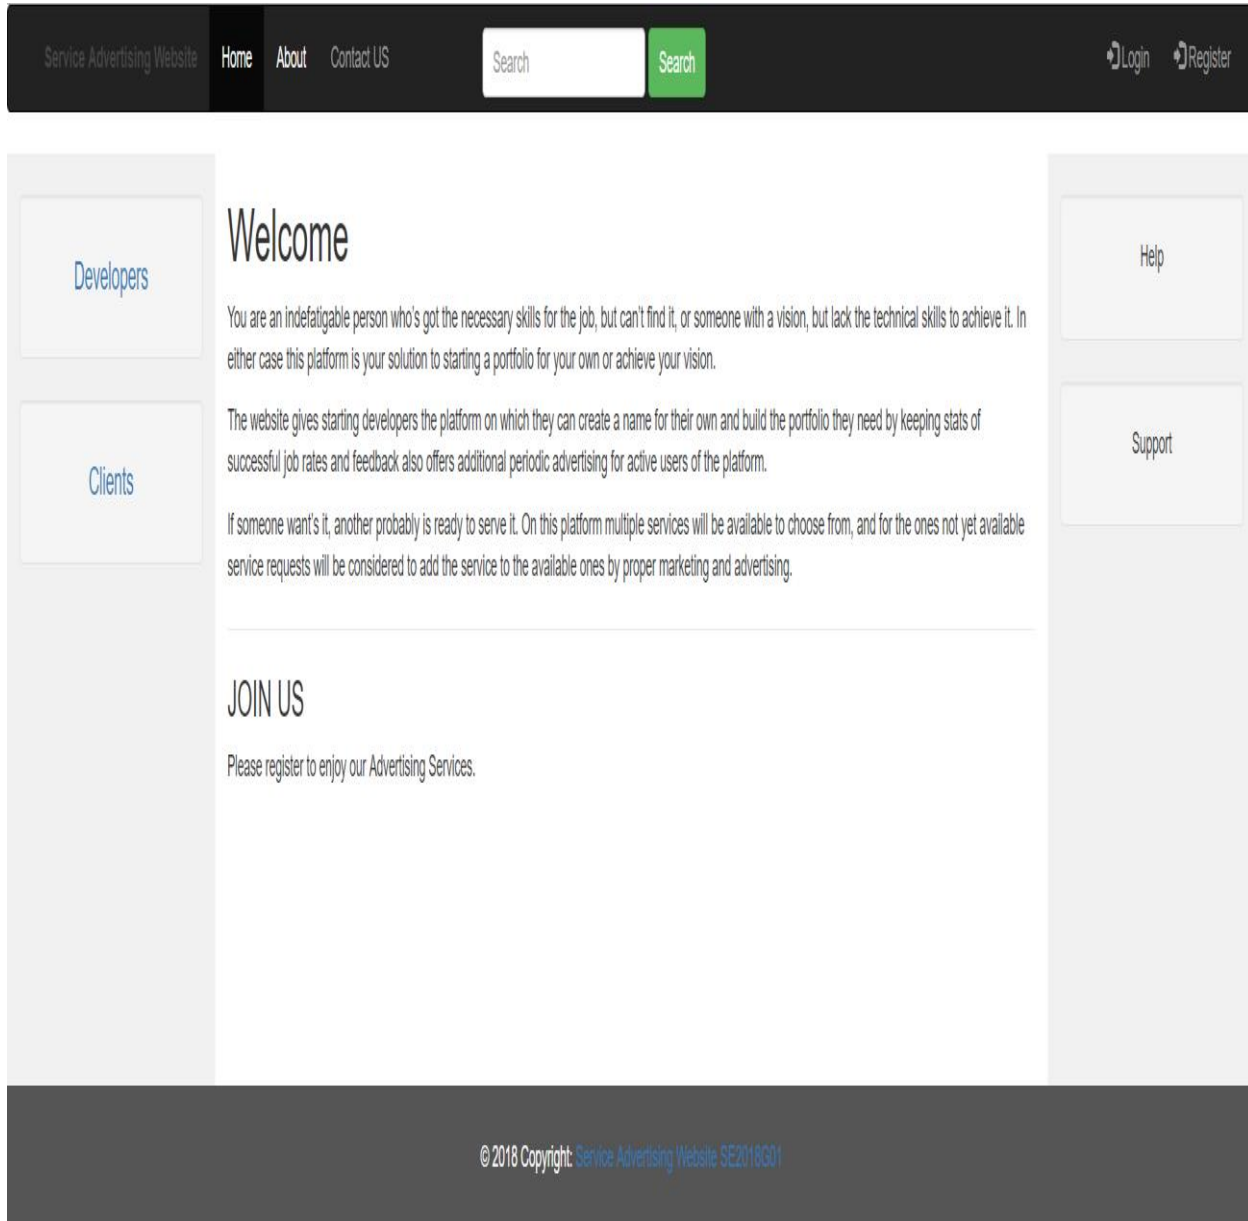 Service Advertising Website Home About Contact US Search Search Login Register
Developers
Clients
Welcome
You are an indefatigable person who's got the necessary skills for the job, but can't find it, or someone with a vision, but lack the technical skills to achieve it. In
either case this platform is your solution to starting a portfolio for your own or achieve your vision.
The website gives starting developers the platform on which they can create a name for their own and build the portfolio they need by keeping stats of
successful job rates and feedback also offers additional periodic advertising for active users of the platform.
If someone want's it, another probably is ready to serve it. On this platform multiple services will be available to choose from, and for the ones not yet available
service requests will be considered to add the service to the available ones by proper marketing and advertising.
JOIN US
Please register to enjoy our Advertising Services.
Help
Support
© 2018 Copyright: Service Advertising Website SE2018G01